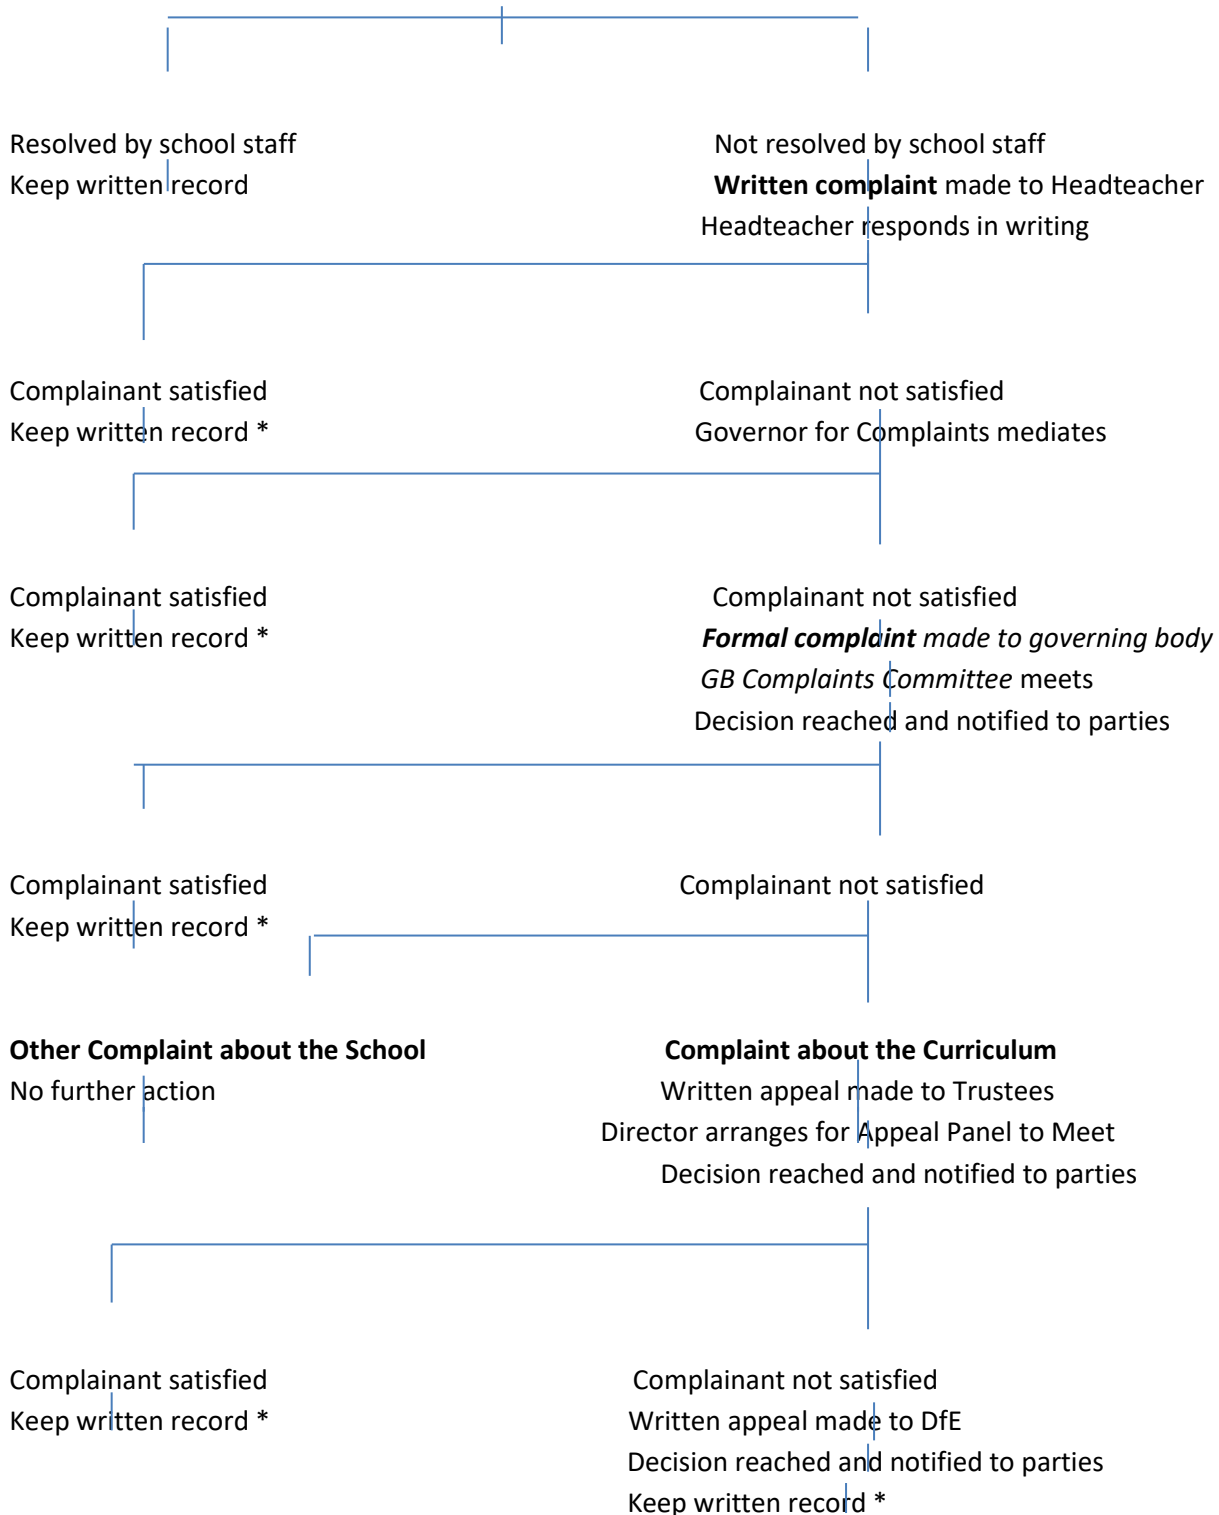 Resolved by school staff
Not resolved by school staff
Keep written record
Written complaint made to Headteacher
Headteacher responds in writing
Complainant satisfied
Complainant not satisfied
Keep written record *
Governor for Complaints mediates
Complainant satisfied
Complainant not satisfied
Keep written record *
Formal complaint made to governing body
GB Complaints Committee meets
Decision reached and notified to parties
Complainant satisfied
Complainant not satisfied
Keep written record *
Other Complaint about the School
Complaint about the Curriculum
No further action
Written appeal made to Trustees
Director arranges for Appeal Panel to Meet
Decision reached and notified to parties
Complainant satisfied
Complainant not satisfied
Keep written record *
Written appeal made to DfE
Decision reached and notified to parties
Keep written record *